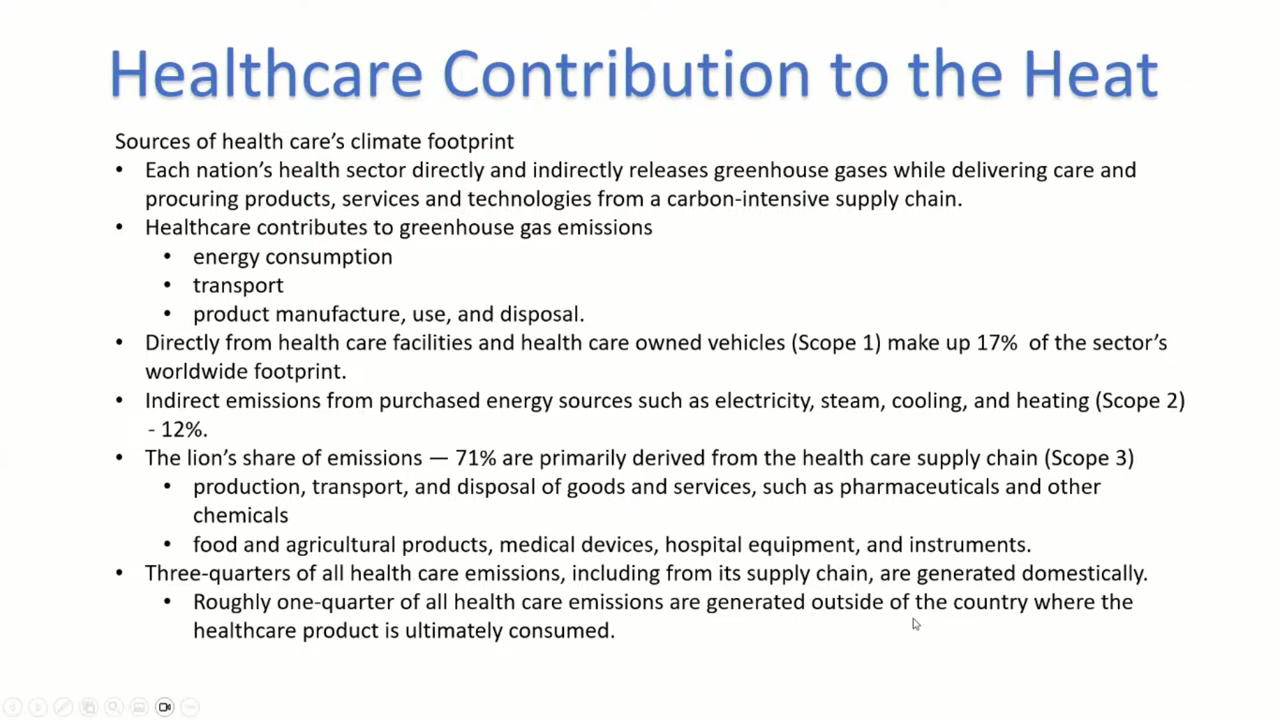 Healthcare Contribution to the Heat
Sources of health care's climate footprint
• Each nation's health sector directly and indirectly releases greenhouse gases while delivering care and
procuring products, services and technologies from a carbon-intensive supply chain.
• Healthcare contributes to greenhouse gas emissions
• energy consumption
• transport
• product manufacture, use, and disposal.
• Directly from health care facilities and health care owned vehicles (Scope 1) make up 17%  of the sector's
worldwide footprint.
• Indirect emissions from purchased energy sources such as electricity, steam, cooling, and heating (Scope 2)
- 12%.
• The lion's share of emissions — 71% are primarily derived from the health care supply chain (Scope 3)
• production, transport, and disposal of goods and services, such as pharmaceuticals and other
chemicals
• food and agricultural products, medical devices, hospital equipment, and instruments.
• Three-quarters of all health care emissions, including from its supply chain, are generated domestically.
• Roughly one-quarter of all health care emissions are generated outside of the country where the
healthcare product is ultimately consumed.